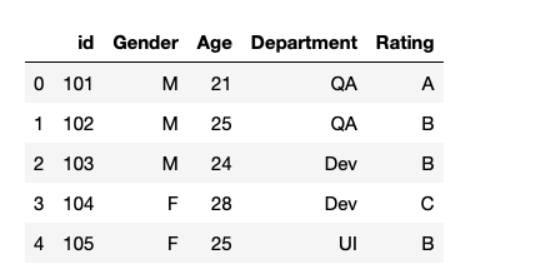 id Gender Age Department Rating
0 101 M 21 QA A
1 102 M 25 QA B
2 103 M 24 Dev B
3 104 F 28 Dev C
4 105 F 25 UI B